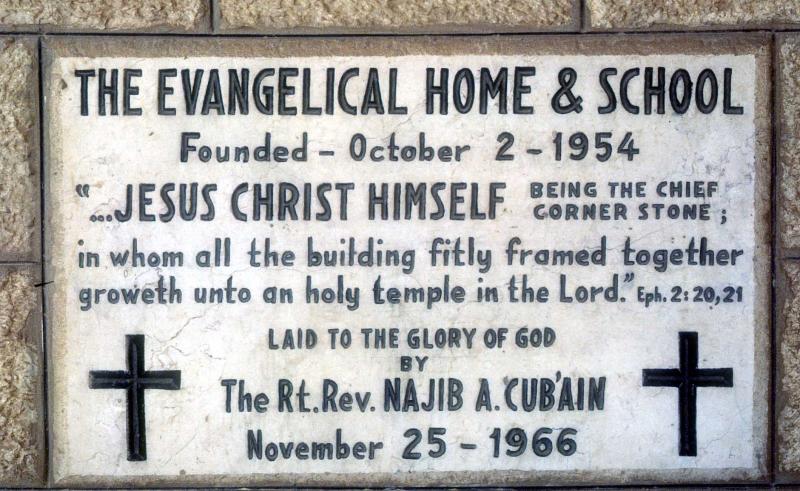 THE EVANGELICAL HOME & SCHOOL
Founded - October 2 - 1954
"...JESUS CHRIST HIMSELF BEING THE CHIEF
CORNER STONE;
in whom all the building fitly framed together
groweth unto an holy temple in the Lord." Eph. 2: 20, 21
LAID TO THE GLORY OF GOD
BY
The Rt. Rev. NAJIB A. CUB'AIN
November 25 - 1966